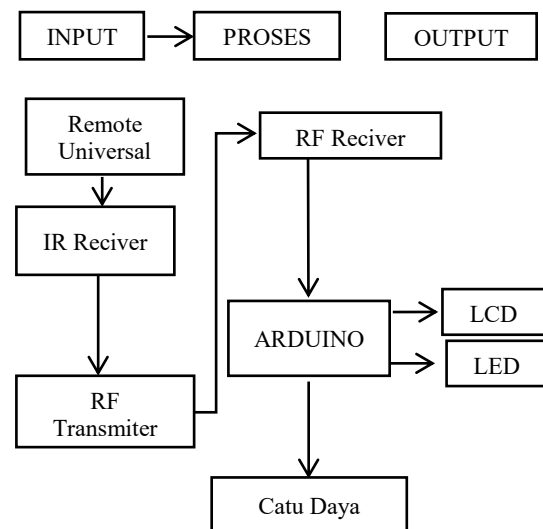 INPUT
PROSES
OUTPUT
Remote
Universal
RF Reciver
IR Reciver
ARDUINO
LCD
LED
RF
Transmiter
Catu Daya